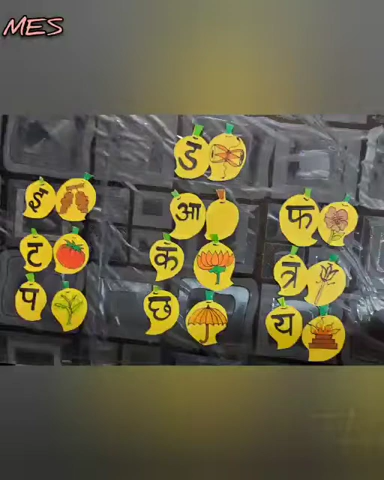 MES
ड
इ आ फ
ट क त्र
प छ य